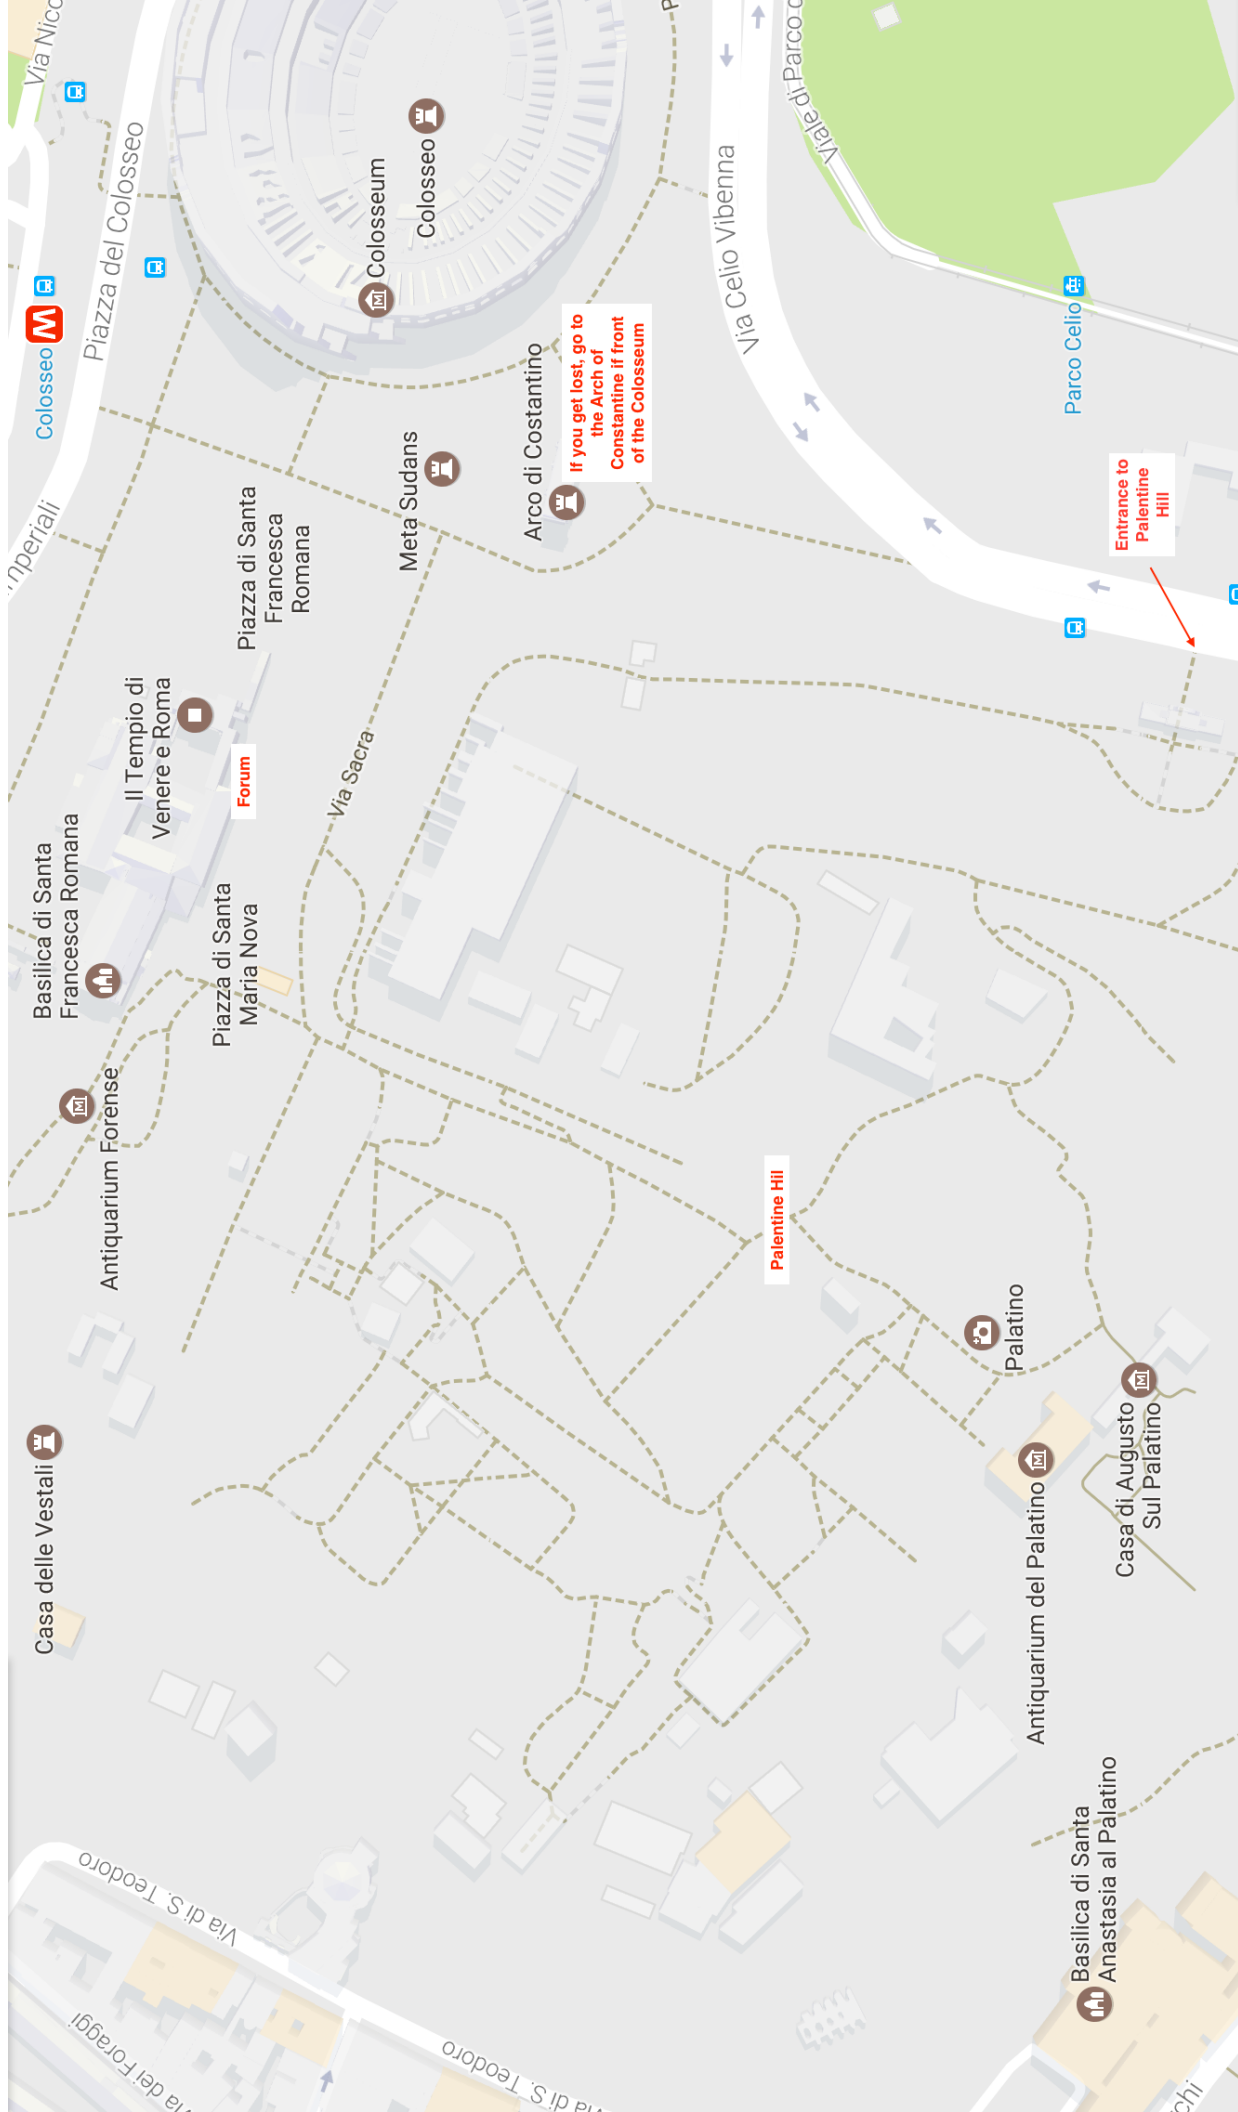 Via Nico
Piazza del Colosseo
Colosseo
M
Colosseum
Colosseo
Via Celio Vibenna
Viale di Parco
Parco Celio
mperiali
Piazza di Santa
Francesca
Romana
Meta Sudans
Arco di Costantino
If you get lost, go to
the Arch of
Constantine if front
of the Colosseum
Entrance to
Palentine
Hill
Il Tempio di
Venere e Roma
Forum
Via Sacra
Basilica di Santa
Francesca Romana
Piazza di Santa
Maria Nova
Antiquarium Forense
Palentine Hil
Palatino
Casa di Augusto
Sul Palatino
Antiquarium del Palatino
Casa delle Vestali
Basilica di Santa
Anastasia al Palatino
Via di S. Teodoro
Via dei Foraggi
Via di S. Teodoro
chi